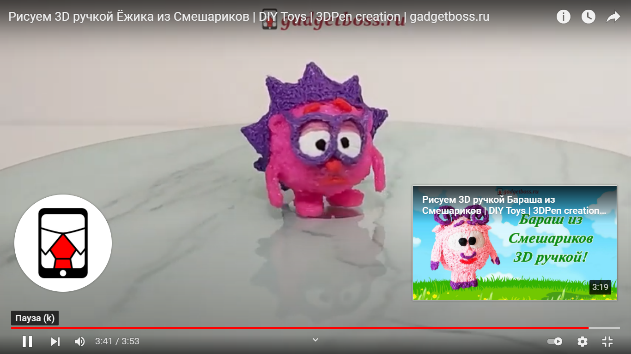 Рисуем 3D ручкой Ёжика из Смешариков | DIY Toys | 3DPen creation | gadgetboss.ru
gadgetboss.ru
Рисуем 3D ручкой Бараша из
Смешариков | DIY Toys | 3DPen creation...
Бараш из
Смешариков
3D ручкой!
3:19
Пауза (k)
3:41 / 3:53